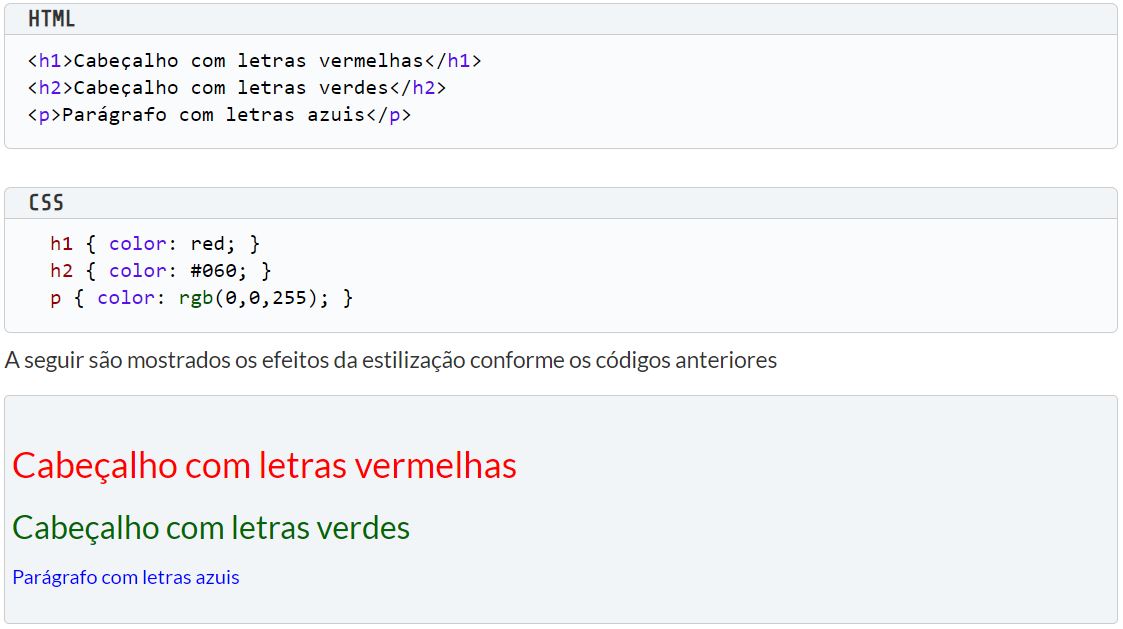 HTML
<h1>Cabeçalho com letras vermelhas</h1>
<h2>Cabeçalho com letras verdes</h2>
<p>Parágrafo com letras azuis</p>
CSS
h1 { color: red; }
h2 { color: #060; }
p { color: rgb(0,0,255); }
A seguir são mostrados os efeitos da estilização conforme os códigos anteriores
Cabeçalho com letras vermelhas
Cabeçalho com letras verdes
Parágrafo com letras azuis